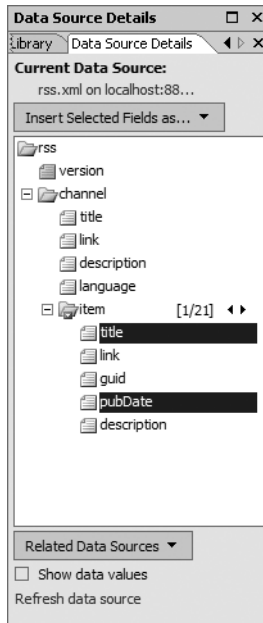 Data Source Details
Library Data Source Details
Current Data Source:
rss.xml on localhost:88...
Insert Selected Fields as...
rss
version
channel
title
link
description
language
item [1/21]
title
link
guid
pubDate
description
Related Data Sources
Show data values
Refresh data source